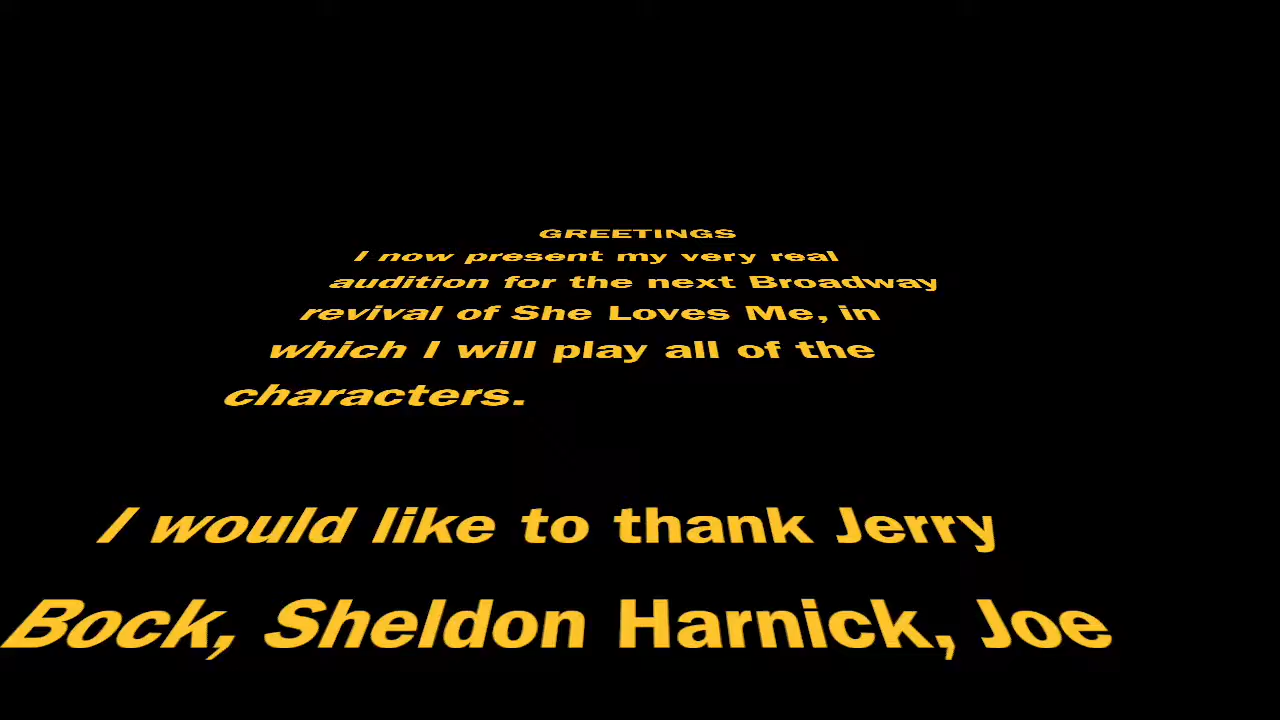 GREETINGS
I now present my very real
audition for the next Broadway
revival of She Loves Me, in
which I will play all of the
characters.
I would like to thank Jerry
Bock, Sheldon Harnick, Joe